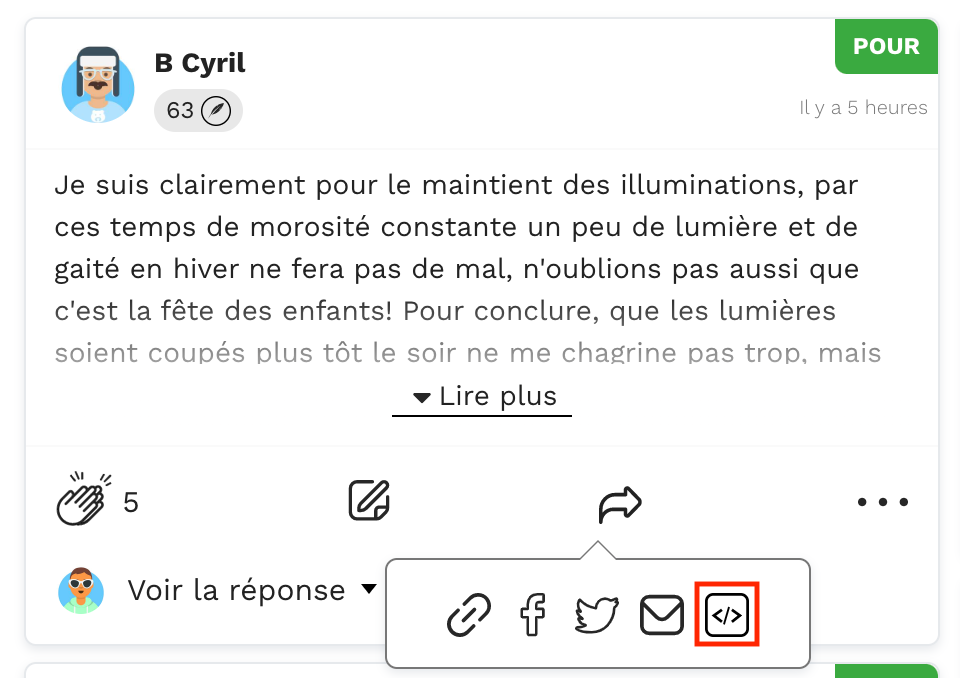 B Cyril
POUR
63
Il y a 5 heures
Je suis clairement pour le maintient des illuminations, par
ces temps de morosité constante un peu de lumière et de
gaité en hiver ne fera pas de mal, n'oublions pas aussi que
c'est la fête des enfants! Pour conclure, que les lumières
soient coupés plus tôt le soir ne me chagrine pas trop, mais
Lire plus
5
Voir la réponse